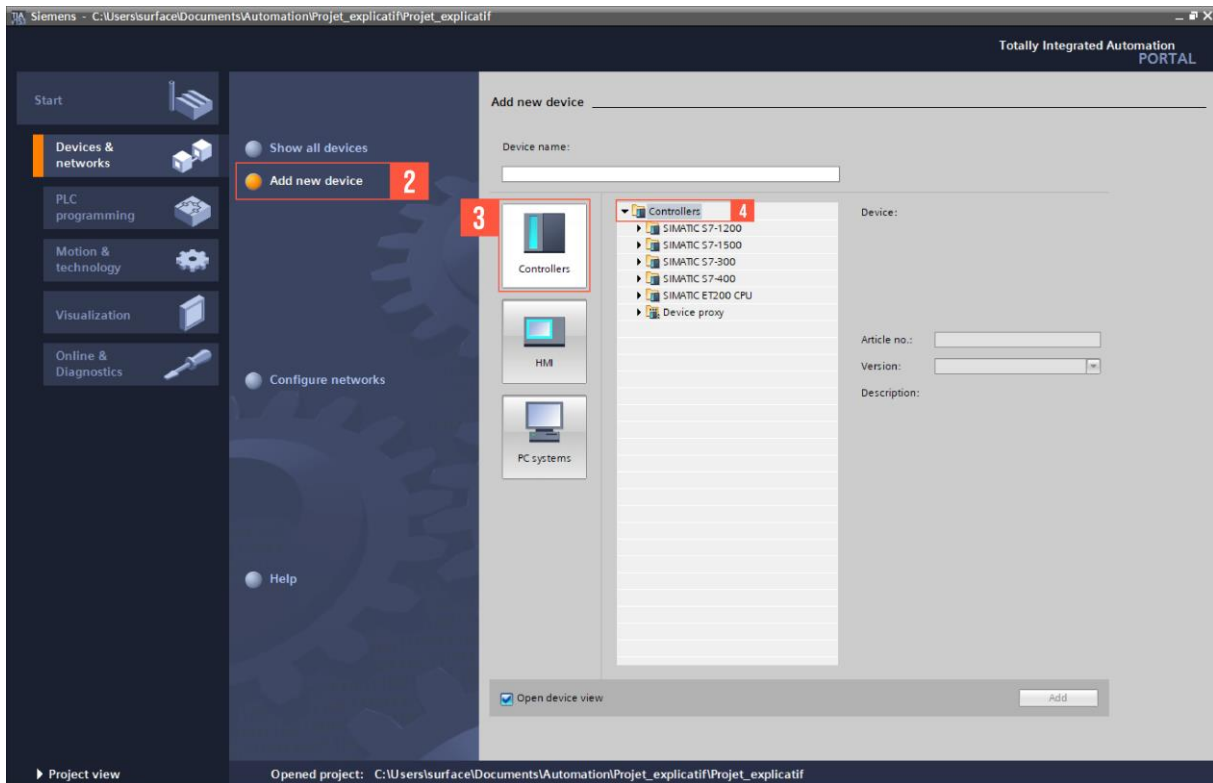 Siemens - C:\Users\surface\Documents\Automation\Projet_explicatif\Projet_explicatif
Totally Integrated Automation
PORTAL
Start
Devices &
networks
PLC
programming
Motion &
technology
Visualization
Online &
Diagnostics
Show all devices
Add new device
2
Configure networks
Help
Add new device
Device name:
3
Controllers
HMI
PC systems
Controllers
4
SIMATIC S7-1200
SIMATIC S7-1500
SIMATIC S7-300
SIMATIC S7-400
SIMATIC ET200 CPU
Device proxy
Device:
Article no.:
Version:
Description:
Open device view
Add
Project view
Opened project: C:\Users\surface\Documents\Automation\Projet_explicatif\Projet_explicatif